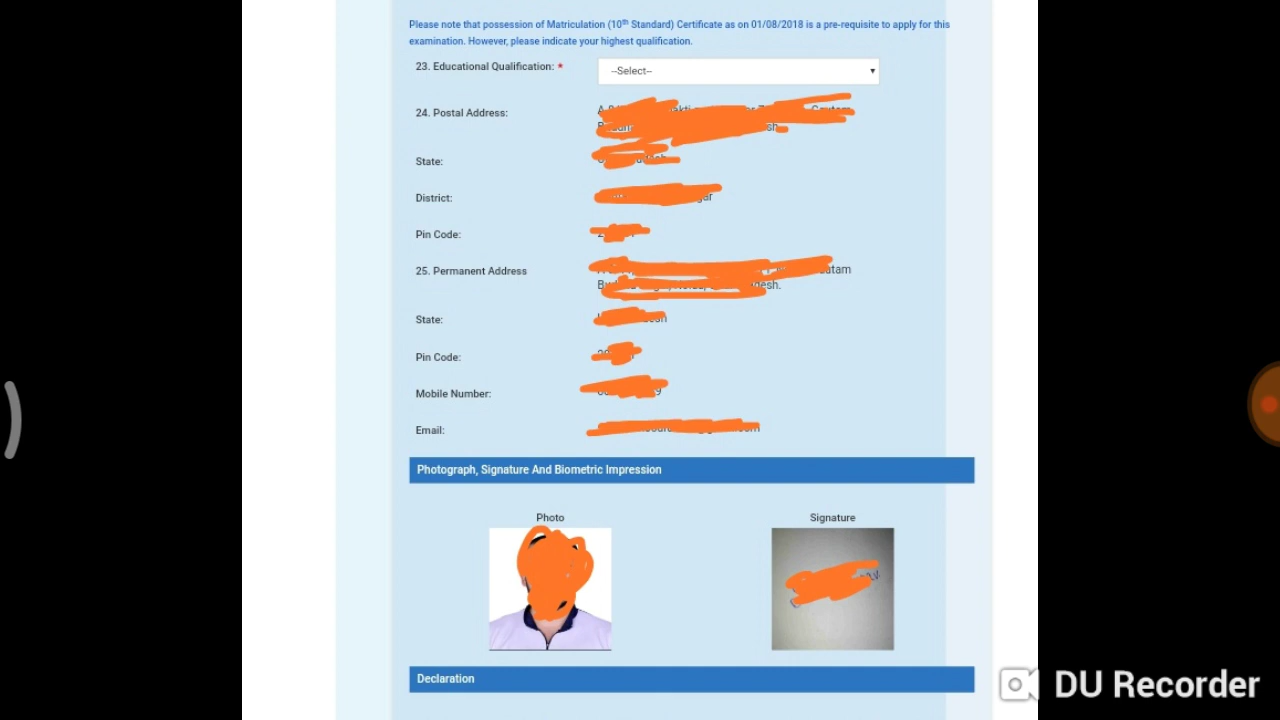 Please note that possession of Matriculation (10th Standard) Certificate as on 01/08/2018 is a pre-requisite to apply for this
examination. However, please indicate your highest qualification.
23. Educational Qualification: *
--Select--
24. Postal Address:
State:
District:
Pin Code:
25. Permanent Address
State:
Pin Code:
Mobile Number:
Email:
Photograph, Signature And Biometric Impression
Photo
Signature
Declaration
DU Recorder